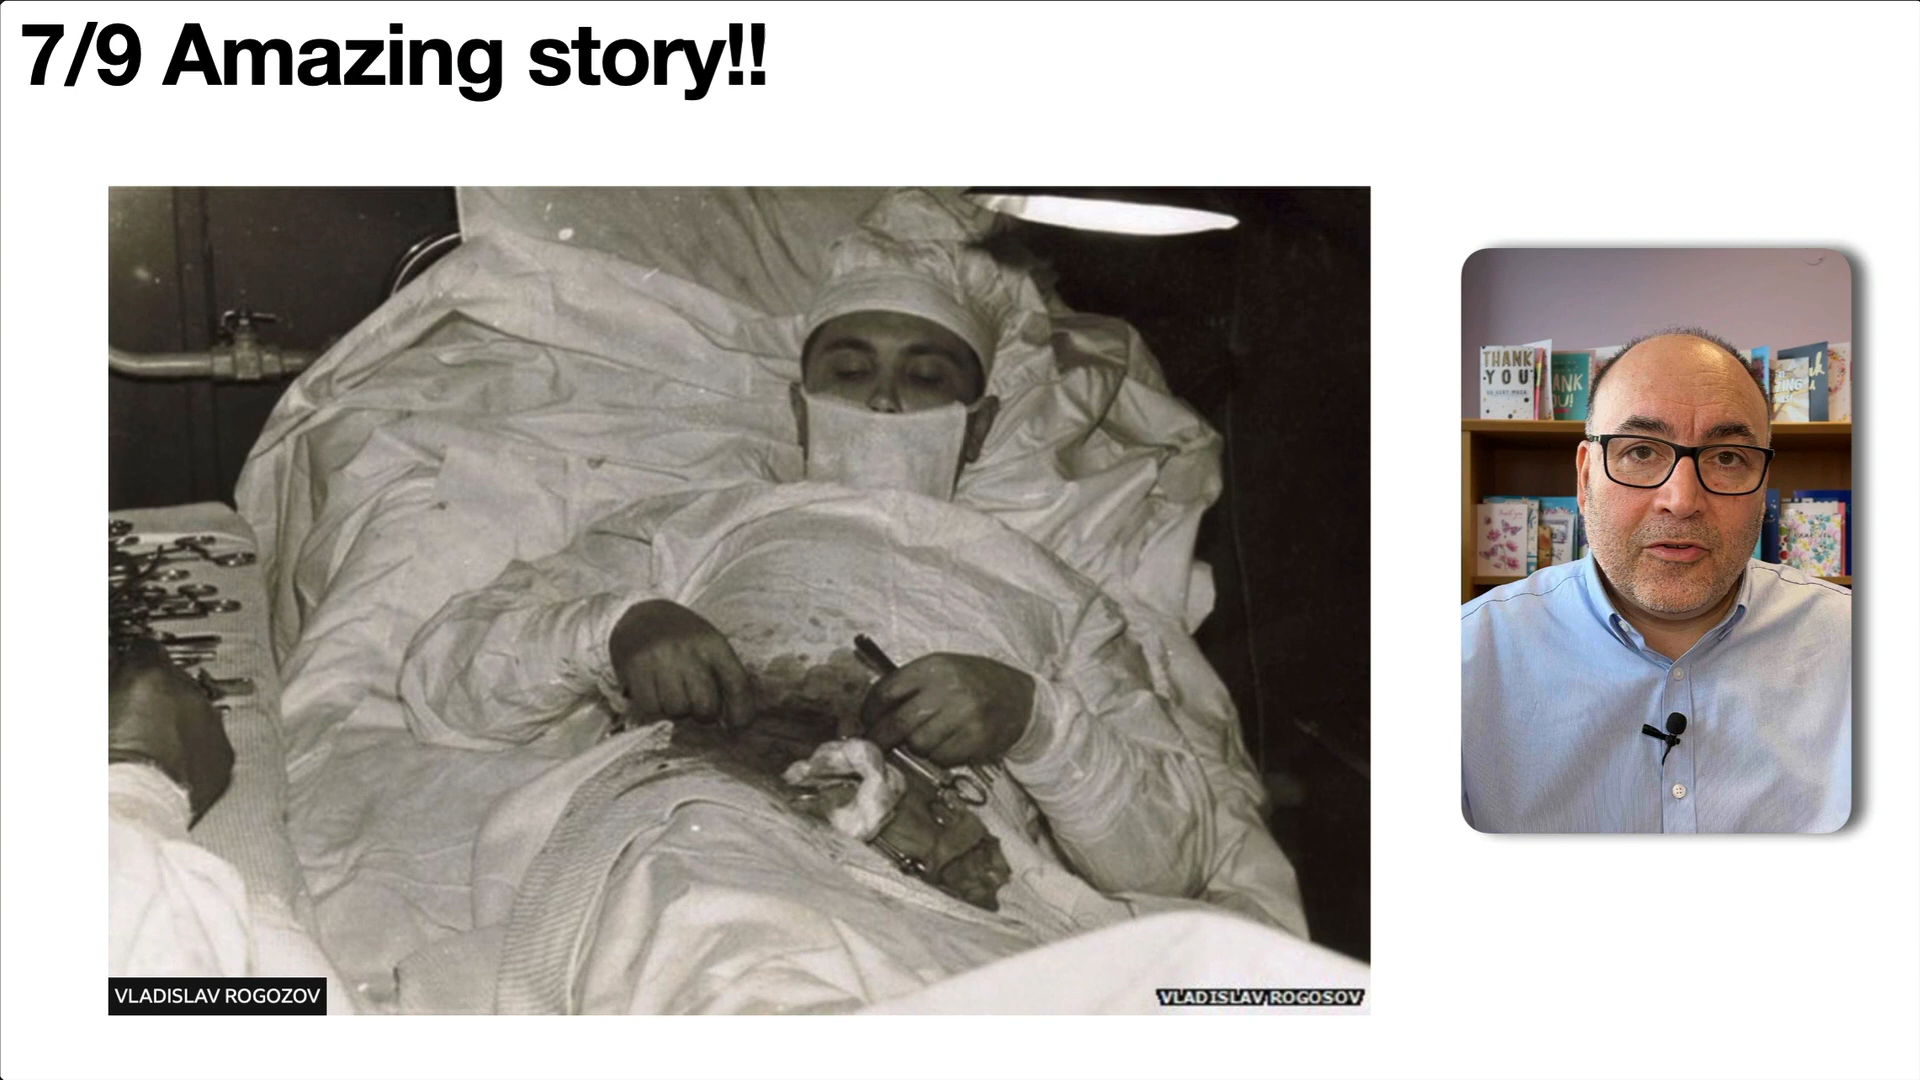 7/9 Amazing story!!
THANK
YOU
VLADISLAV ROGOZOV
VLADISLAV ROGOSOV